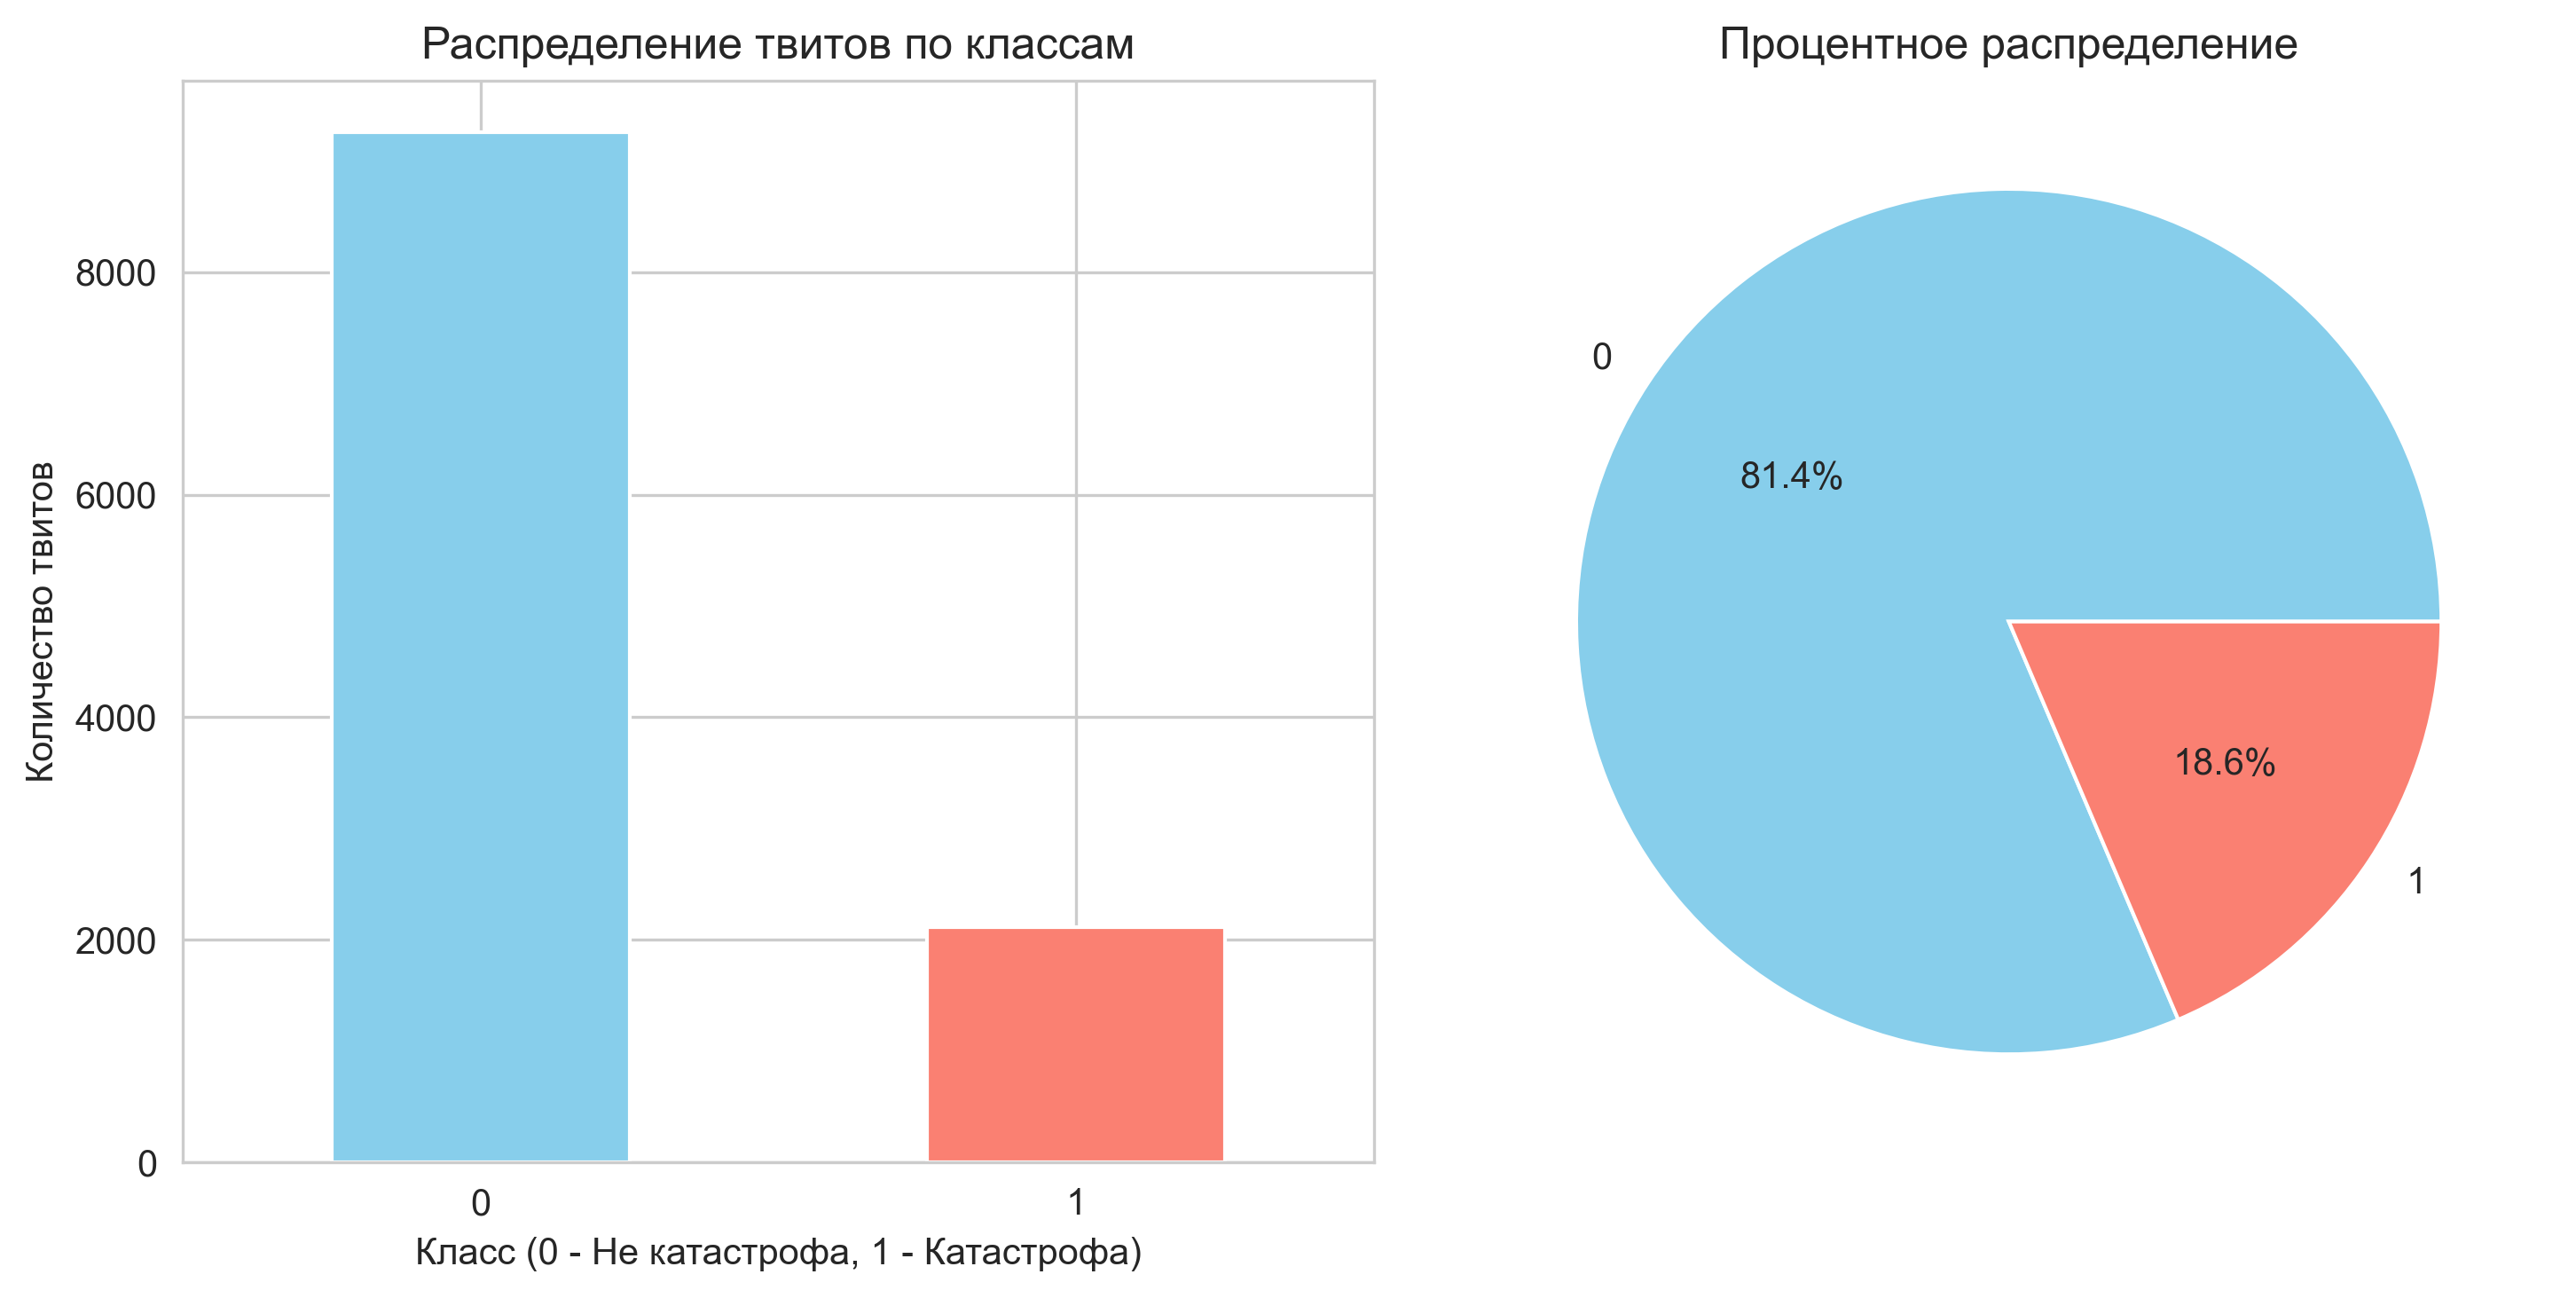 Распределение твитов по классам
Количество твитов
8000
6000
4000
2000
0
0
1
Класс (0 - Не катастрофа, 1 - Катастрофа)
Процентное распределение
0
81.4%
18.6%
1